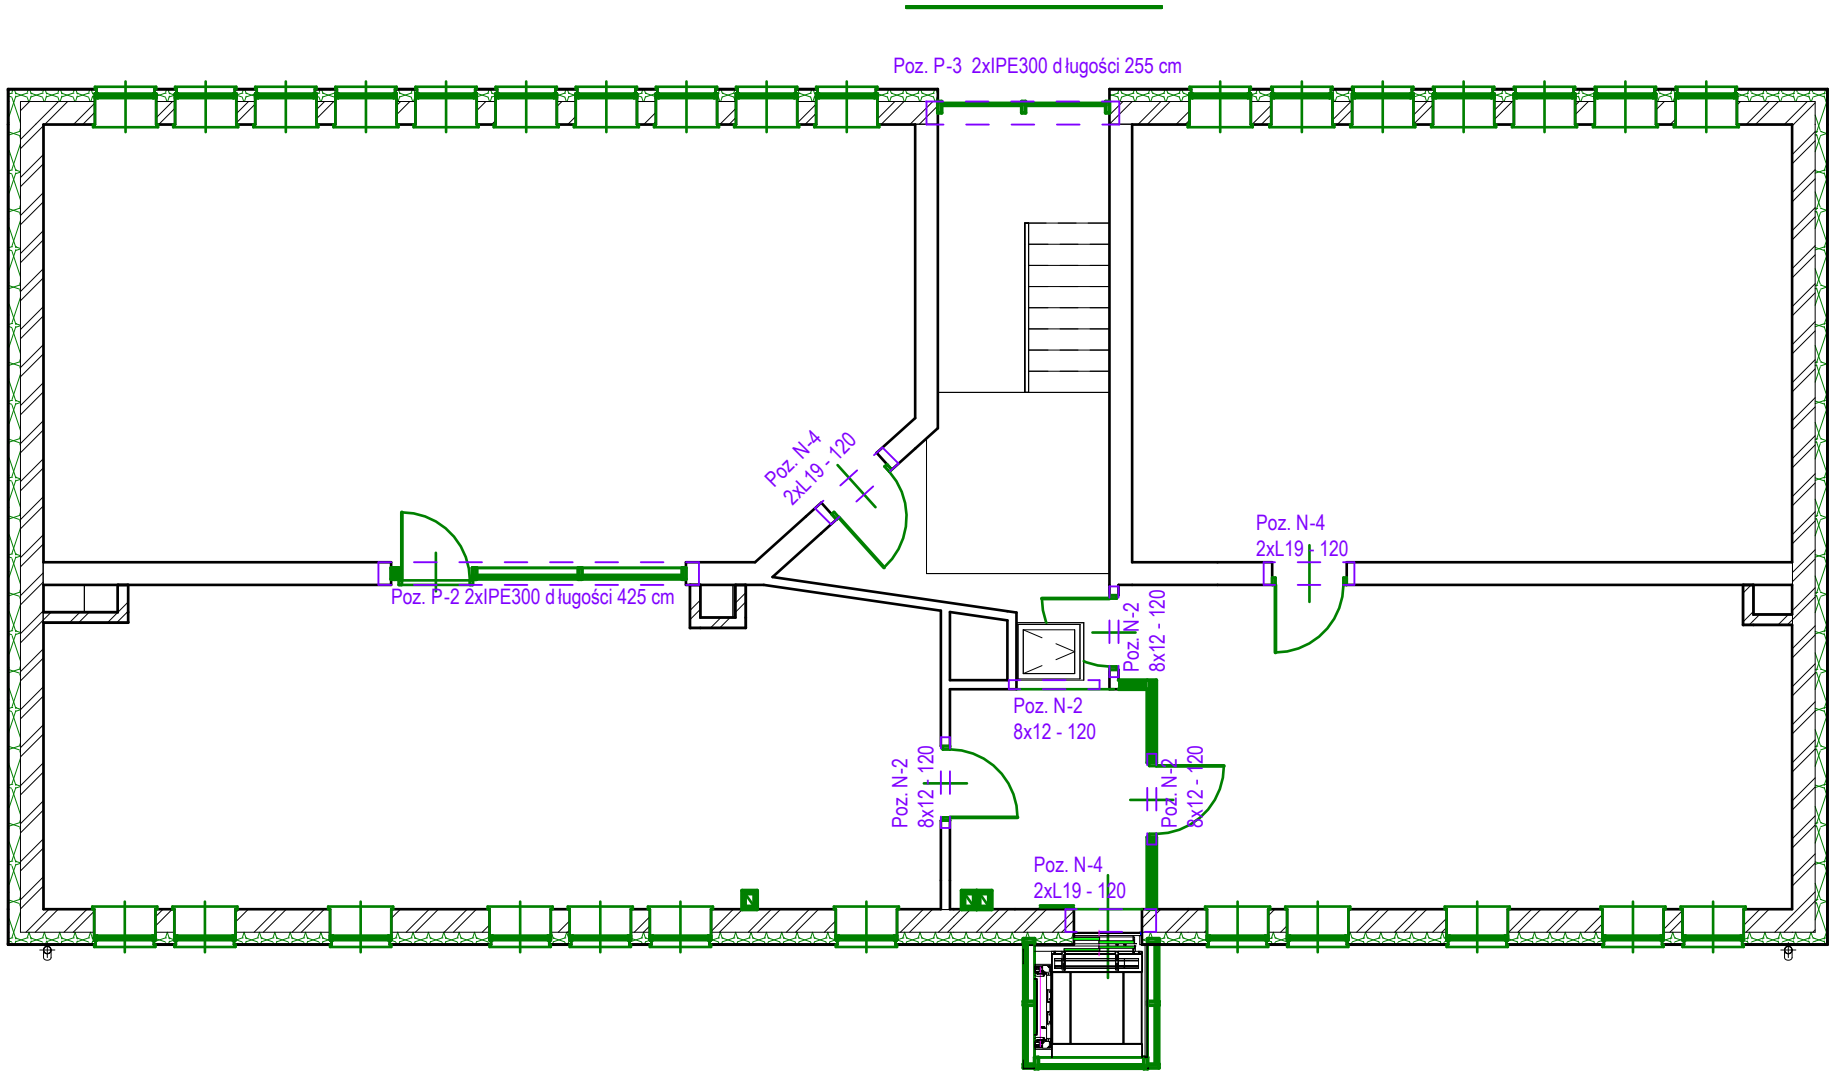 Poz. P-3 2xIPE300 długości 255 cm
Poz. N-4
2xL19 - 120
Poz. N-4
2xL19 - 120
Poz. P-2 2xIPE300 długości 425 cm
Poz. N-2
8x12 - 120
Poz. N-2
8x12 - 120
Poz. N-2
8x12 - 120
Poz. N-2
8x12 - 120
Poz. N-4
2xL19 - 120